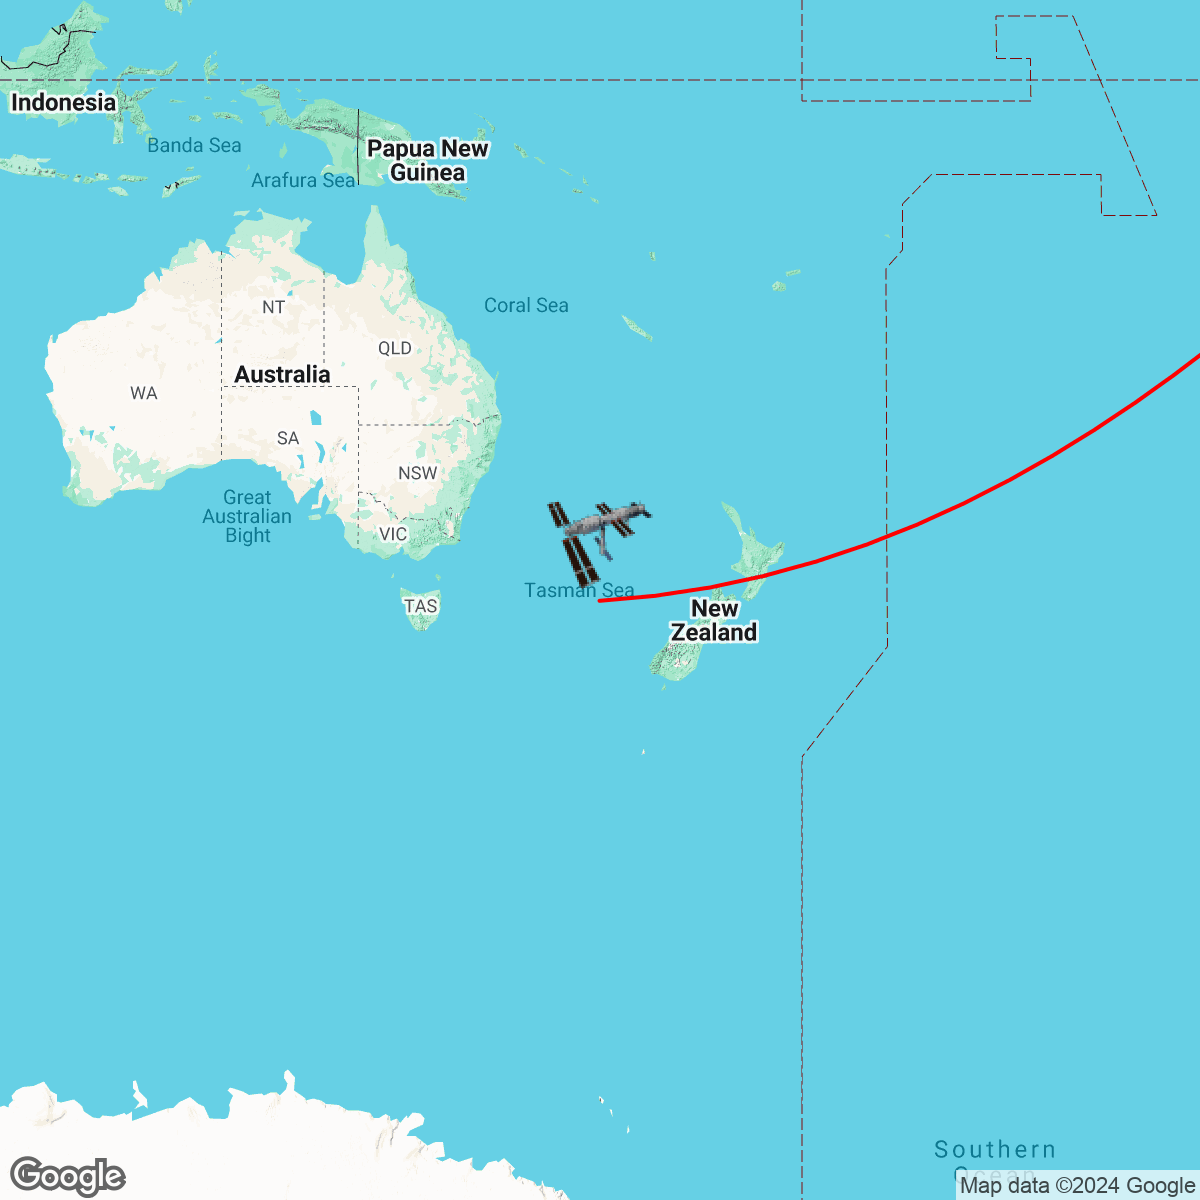 Indonesia
Banda Sea
Papua New
Guinea
Arafura Sea
Coral Sea
NT
QLD
Australia
WA
SA
NSW
Great
Australian
Bight
VIC
Tasman Sea
TAS
New
Zealand
Southern
Ocean
Google
Map data ©2024 Google